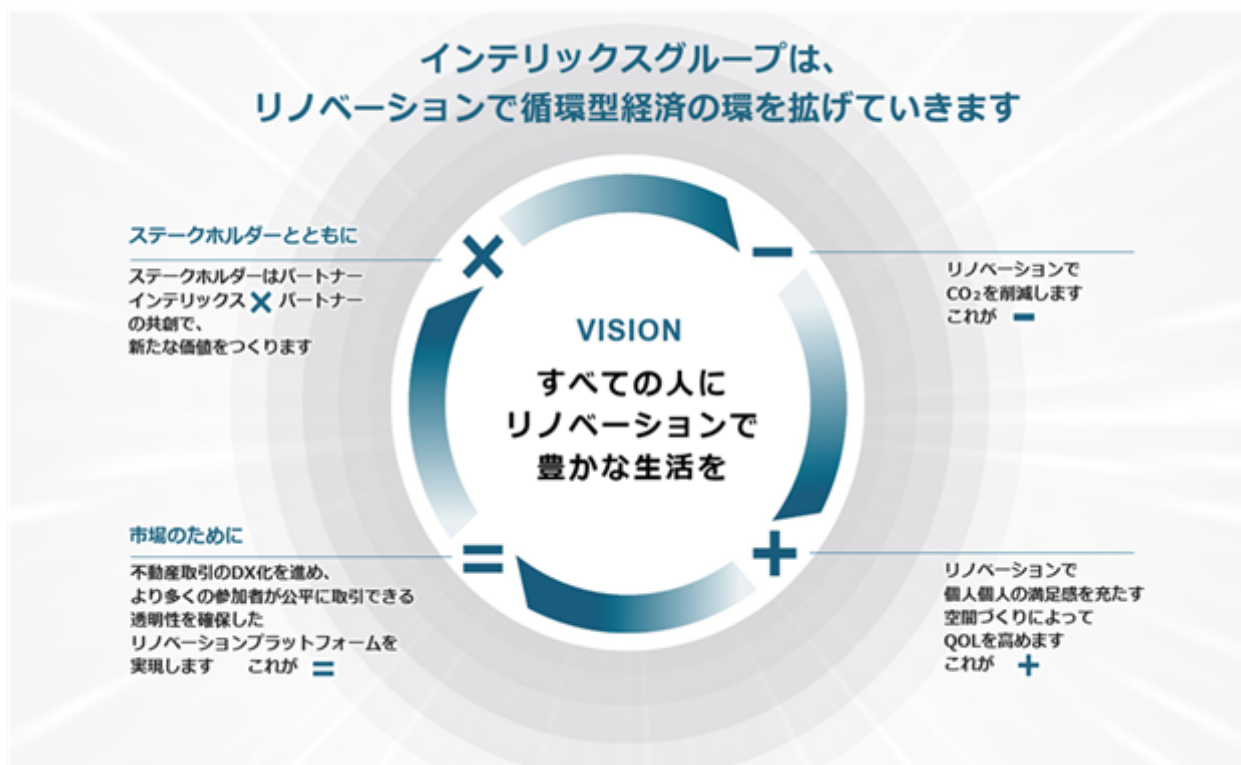 インテリックスグループは、
リノベーションで循環型経済の環を拡げていきます
ステークホルダーとともに
ステークホルダーはパートナー
インテリックス × パートナー
の共創で、
新たな価値をつくります
×
−
リノベーションで
CO₂を削減します
これが −
VISION
すべての人に
リノベーションで
豊かな生活を
市場のために
不動産取引のDX化を進め、
より多くの参加者が公平に取引できる
透明性を確保した
リノベーションプラットフォームを
実現します これが =
=
+
リノベーションで
個人個人の満足感を充たす
空間づくりによって
QOLを高めます
これが +